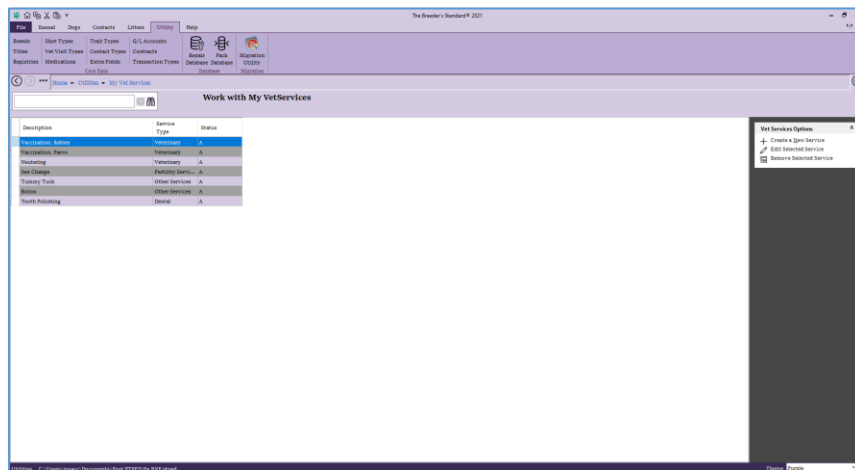 The Breeder's Standard® 2021
File Kennel Dogs Contacts Litters Utility Help
Breeds Shot Types Trait Types G/L Accounts
Titles Vet Visit Types Contact Types Contracts
Registries Medications Extra Fields Transaction Types
Repair Database Pack Database Migration Utility
Core Data Database Migration
Home Utilities My Vet Services
Work with My VetServices
Description Service Type Status
Vaccination: Rabies Veterinary A
Vaccination: Parvo Veterinary A
Neutering Veterinary A
Sex Change Fertility Servi... A
Tummy Tuck Other Services A
Botox Other Services A
Tooth Polishing Dental A
Vet Services Options
Create a New Service
Edit Selected Service
Remove Selected Service
Utilities
Theme: Purple